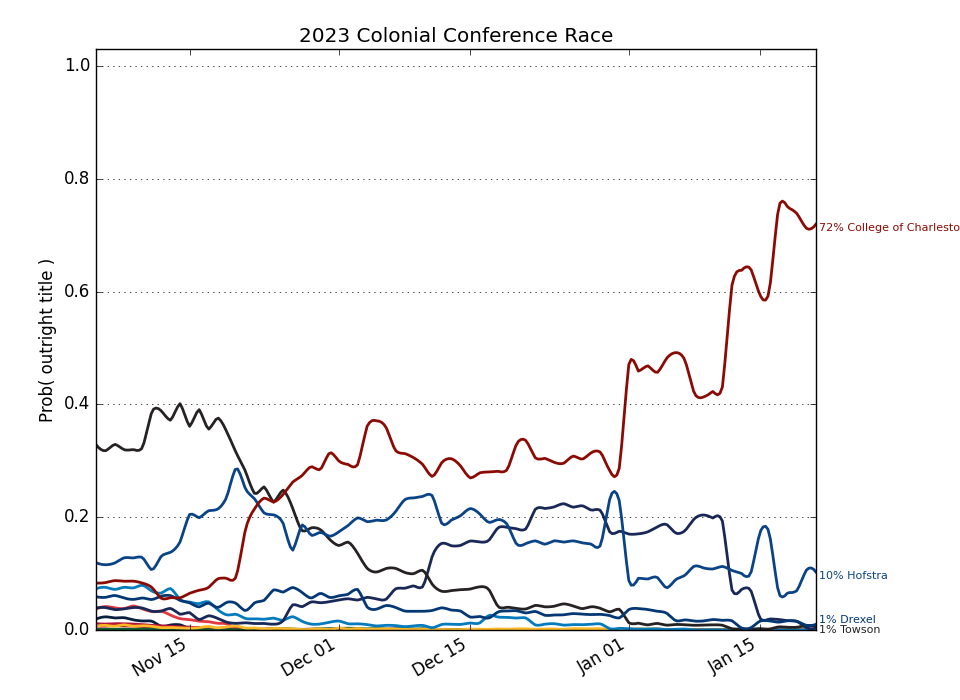 2023 Colonial Conference Race
Prob( outright title )
1.0
0.8
0.6
0.4
0.2
0.0
72% College of Charlesto
10% Hofstra
1% Drexel
1% Towson
Nov 15
Dec 01
Dec 15
Jan 01
Jan 15